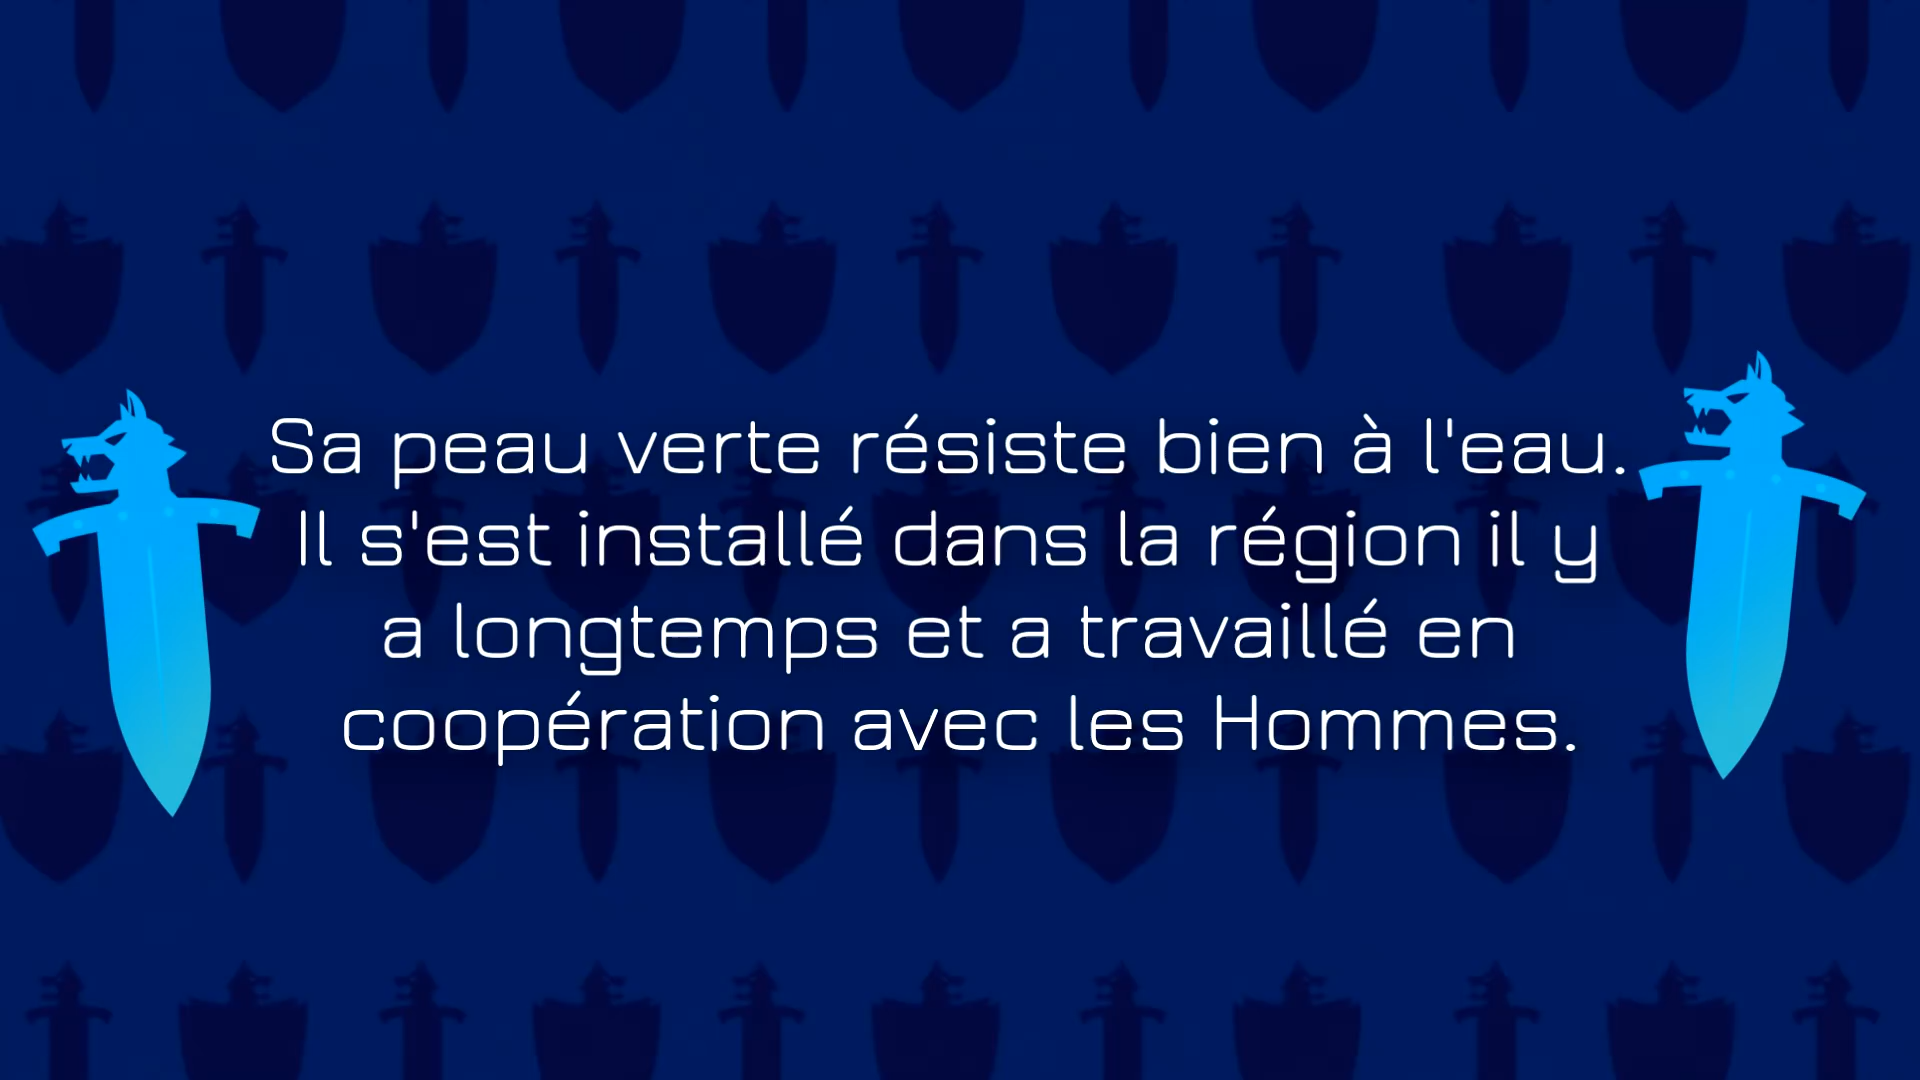 Sa peau verte résiste bien à l'eau.
Il s'est installé dans la région il y
a longtemps et a travaillé en
coopération avec les Hommes.